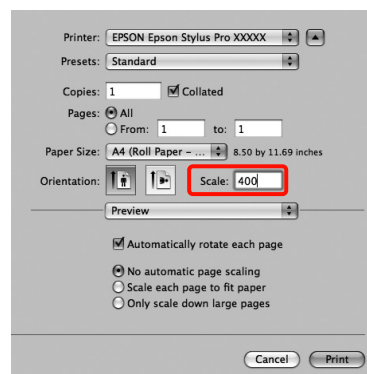 Printer: EPSON Epson Stylus Pro XXXXX
Presets: Standard
Copies: 1 Collated
Pages: All
From: 1 to: 1
Paper Size: A4 (Roll Paper – ... 8.50 by 11.69 inches
Orientation: Scale: 400
Preview
Automatically rotate each page
No automatic page scaling
Scale each page to fit paper
Only scale down large pages
Cancel Print